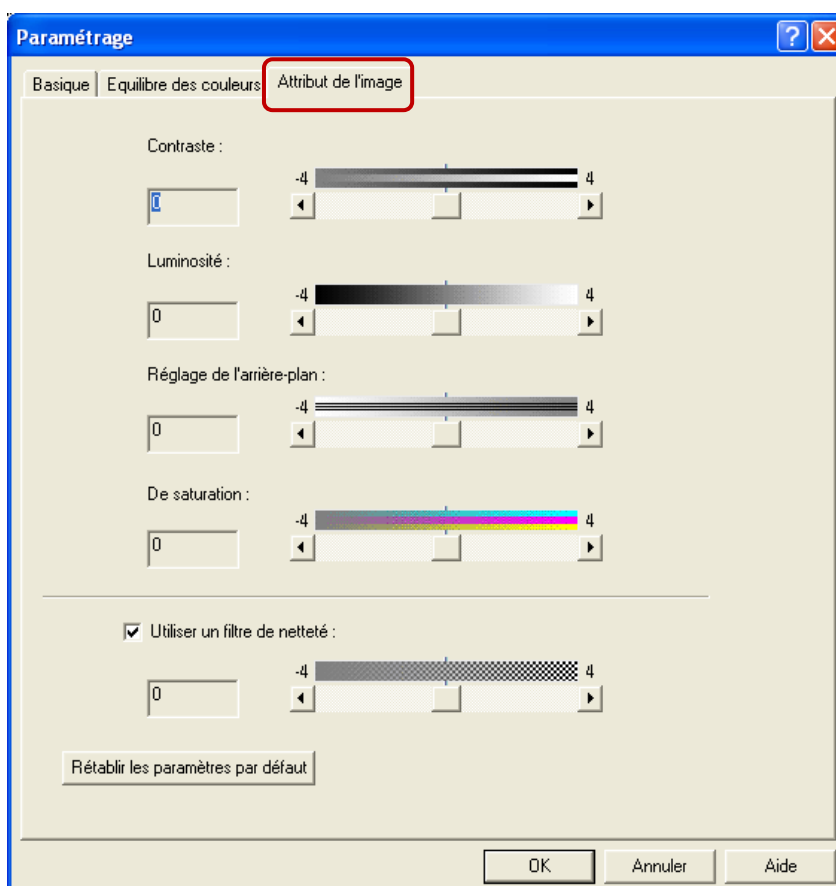 Paramétrage
Basique Equilibre des couleurs Attribut de l'image
Contraste :
-4 4
0
Luminosité :
-4 4
0
Réglage de l'arrière-plan :
-4 4
0
De saturation :
-4 4
0
Utiliser un filtre de netteté :
-4 4
0
Rétablir les paramètres par défaut
OK Annuler Aide